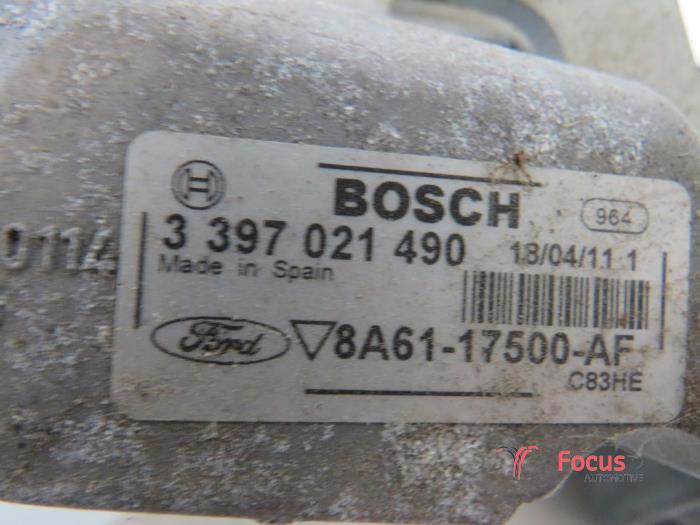 BOSCH
964
3 397 021 490
18/04/11 1
Made in Spain
Ford
8A61-17500-AF
C83HE
Focus
AUTOMOTIVE